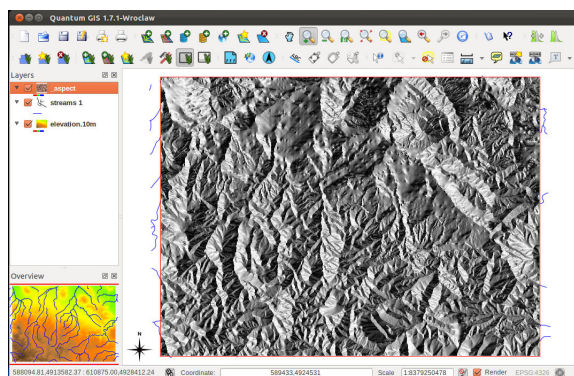 Quantum GIS 1.7.1-Wroclaw
Layers
aspect
streams 1
elevation.10m
Overview
N
588094.81,4913582.37 : 610875.00,4928412.24 Coordinate: 589433,4924531 Scale 1:8379250478 Render EPSG:4326